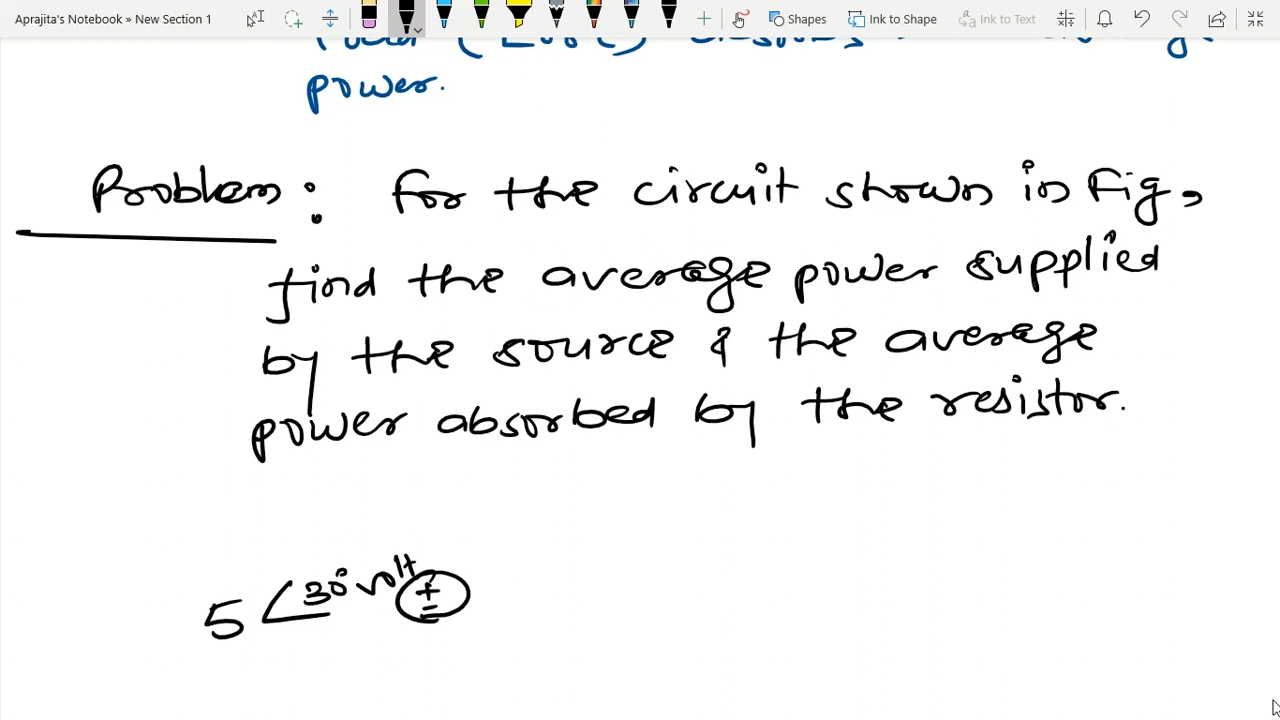 Aprajita's Notebook » New Section 1
Shapes
Ink to Shape
Ink to Text
power.
Problem : For the circuit shown in Fig,
find the average power supplied
by the source & the average
power absorbed by the resistor.
5 ∠30° volt + −